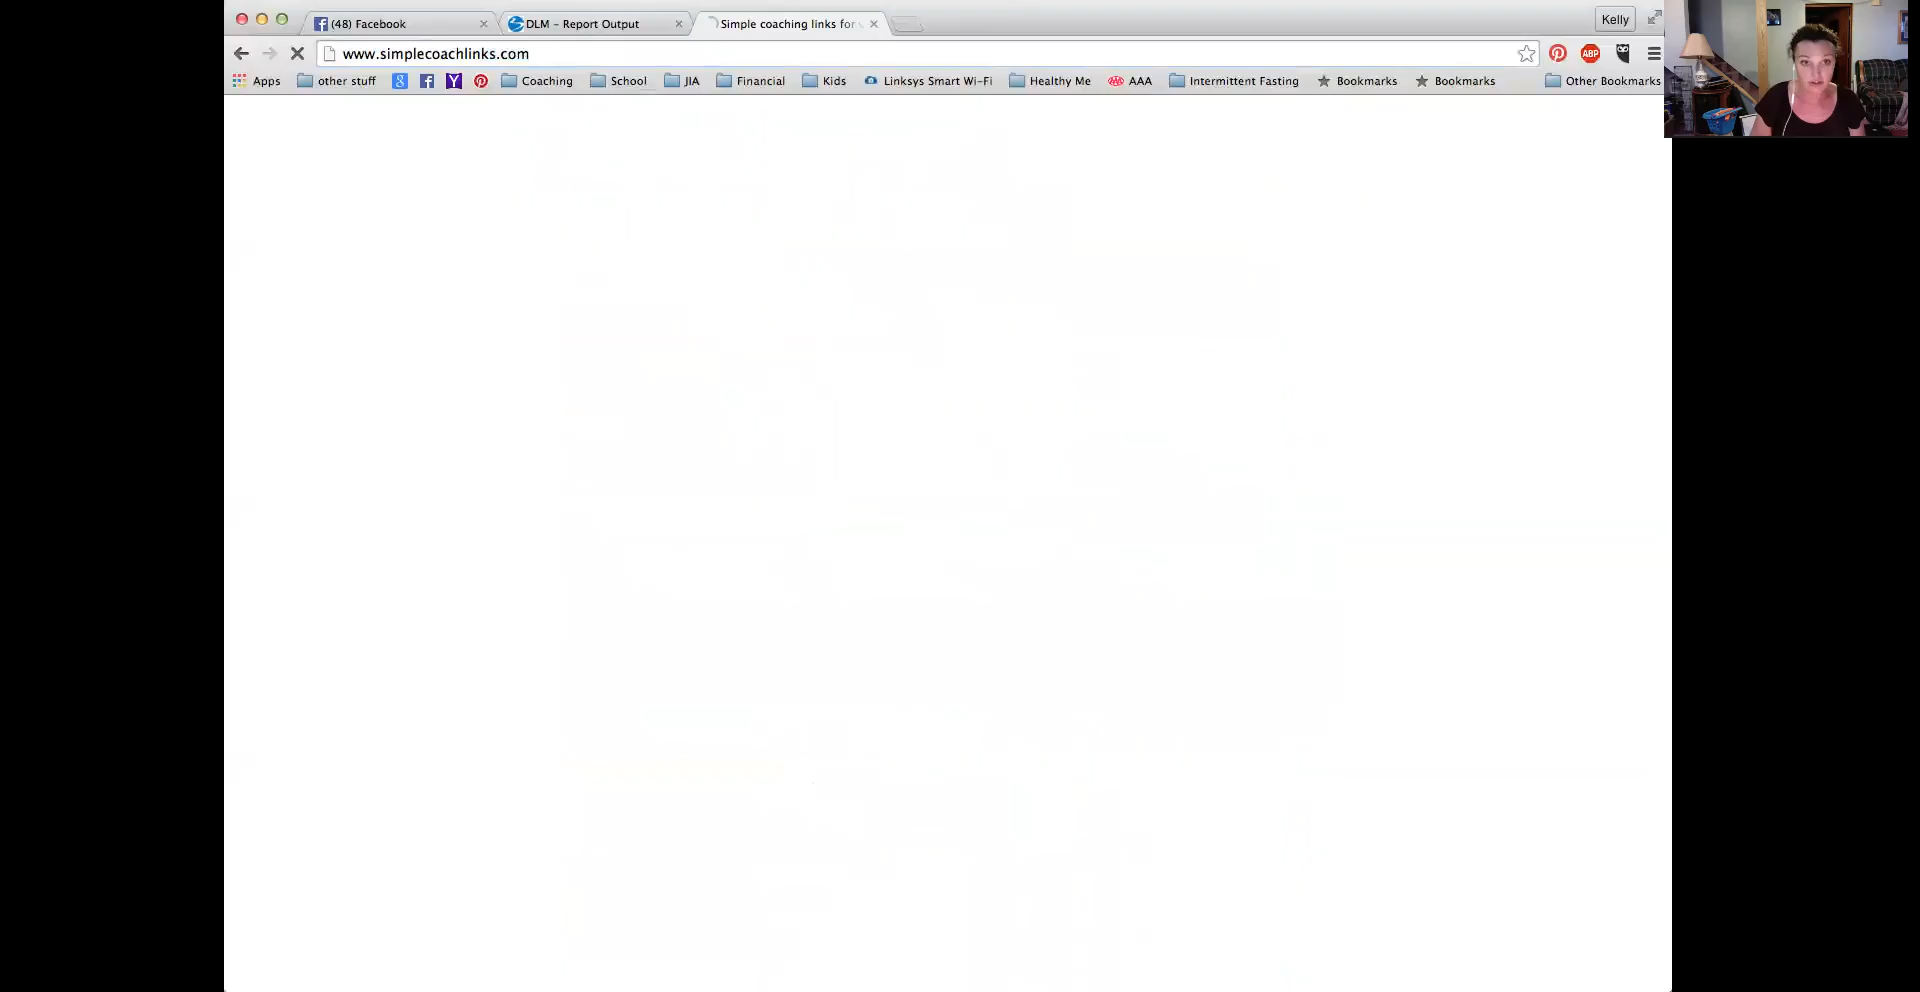 (48) Facebook
DLM – Report Output
Simple coaching links for
Kelly
www.simplecoachlinks.com
ABP
Apps
other stuff
g
f
Y
Coaching
School
JIA
Financial
Kids
Linksys Smart Wi-Fi
Healthy Me
AAA
Intermittent Fasting
Bookmarks
Bookmarks
Other Bookmarks